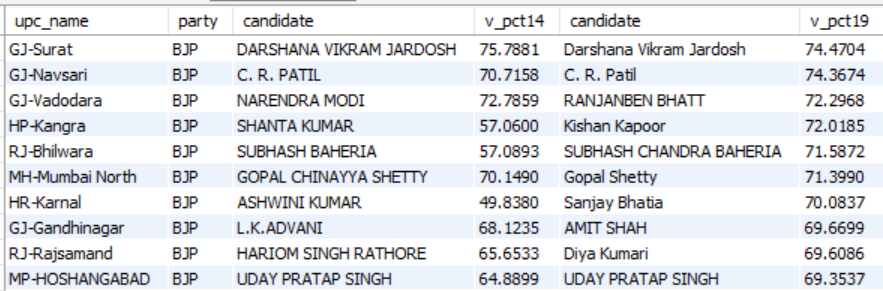 upc_name party candidate v_pct14 candidate v_pct19
GJ-Surat BJP DARSHANA VIKRAM JARDOSH 75.7881 Darshana Vikram Jardosh 74.4704
GJ-Navsari BJP C. R. PATIL 70.7158 C. R. Patil 74.3674
GJ-Vadodara BJP NARENDRA MODI 72.7859 RANJANBEN BHATT 72.2968
HP-Kangra BJP SHANTA KUMAR 57.0600 Kishan Kapoor 72.0185
RJ-Bhilwara BJP SUBHASH BAHERIA 57.0893 SUBHASH CHANDRA BAHERIA 71.5872
MH-Mumbai North BJP GOPAL CHINAYYA SHETTY 70.1490 Gopal Shetty 71.3990
HR-Karnal BJP ASHWINI KUMAR 49.8380 Sanjay Bhatia 70.0837
GJ-Gandhinagar BJP L.K.ADVANI 68.1235 AMIT SHAH 69.6699
RJ-Rajsamand BJP HARIOM SINGH RATHORE 65.6533 Diya Kumari 69.6086
MP-HOSHANGABAD BJP UDAY PRATAP SINGH 64.8899 UDAY PRATAP SINGH 69.3537